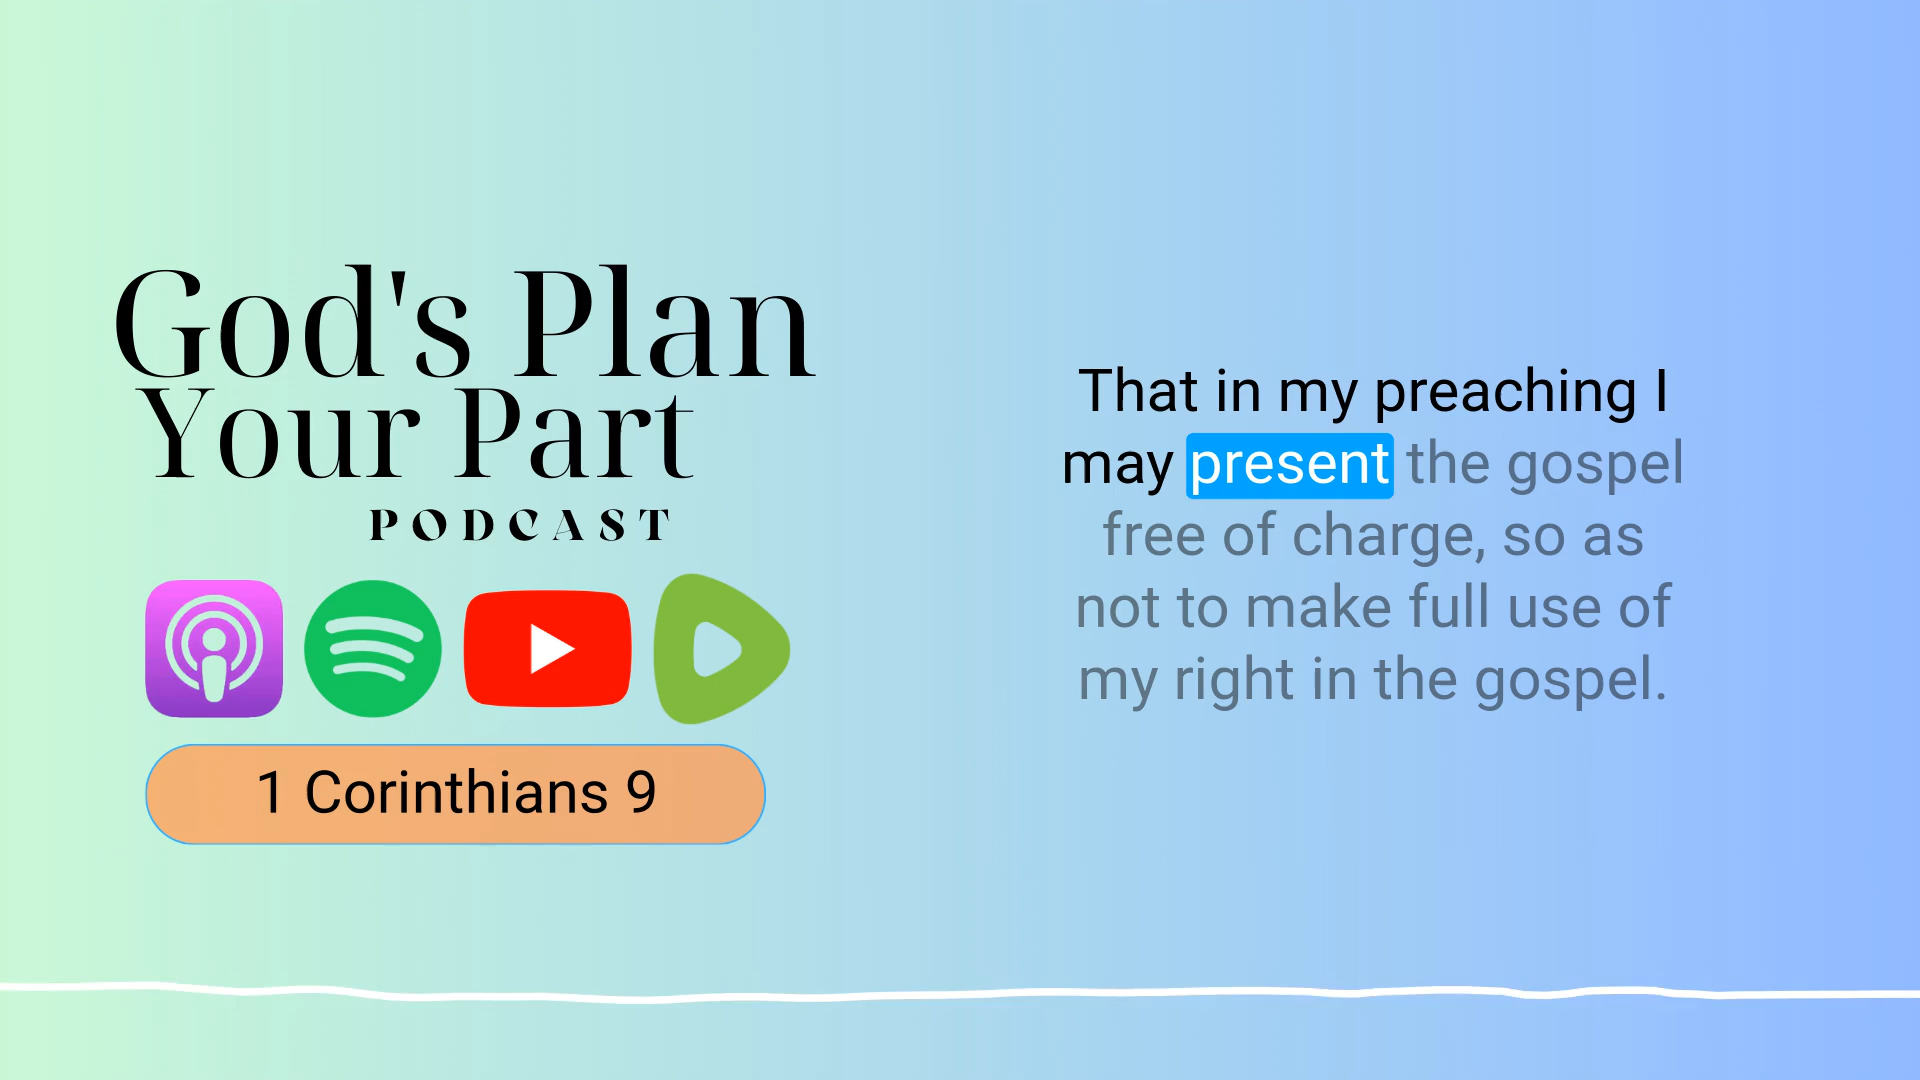 God's Plan
Your Part
PODCAST
1 Corinthians 9
That in my preaching I
may present the gospel
free of charge, so as
not to make full use of
my right in the gospel.